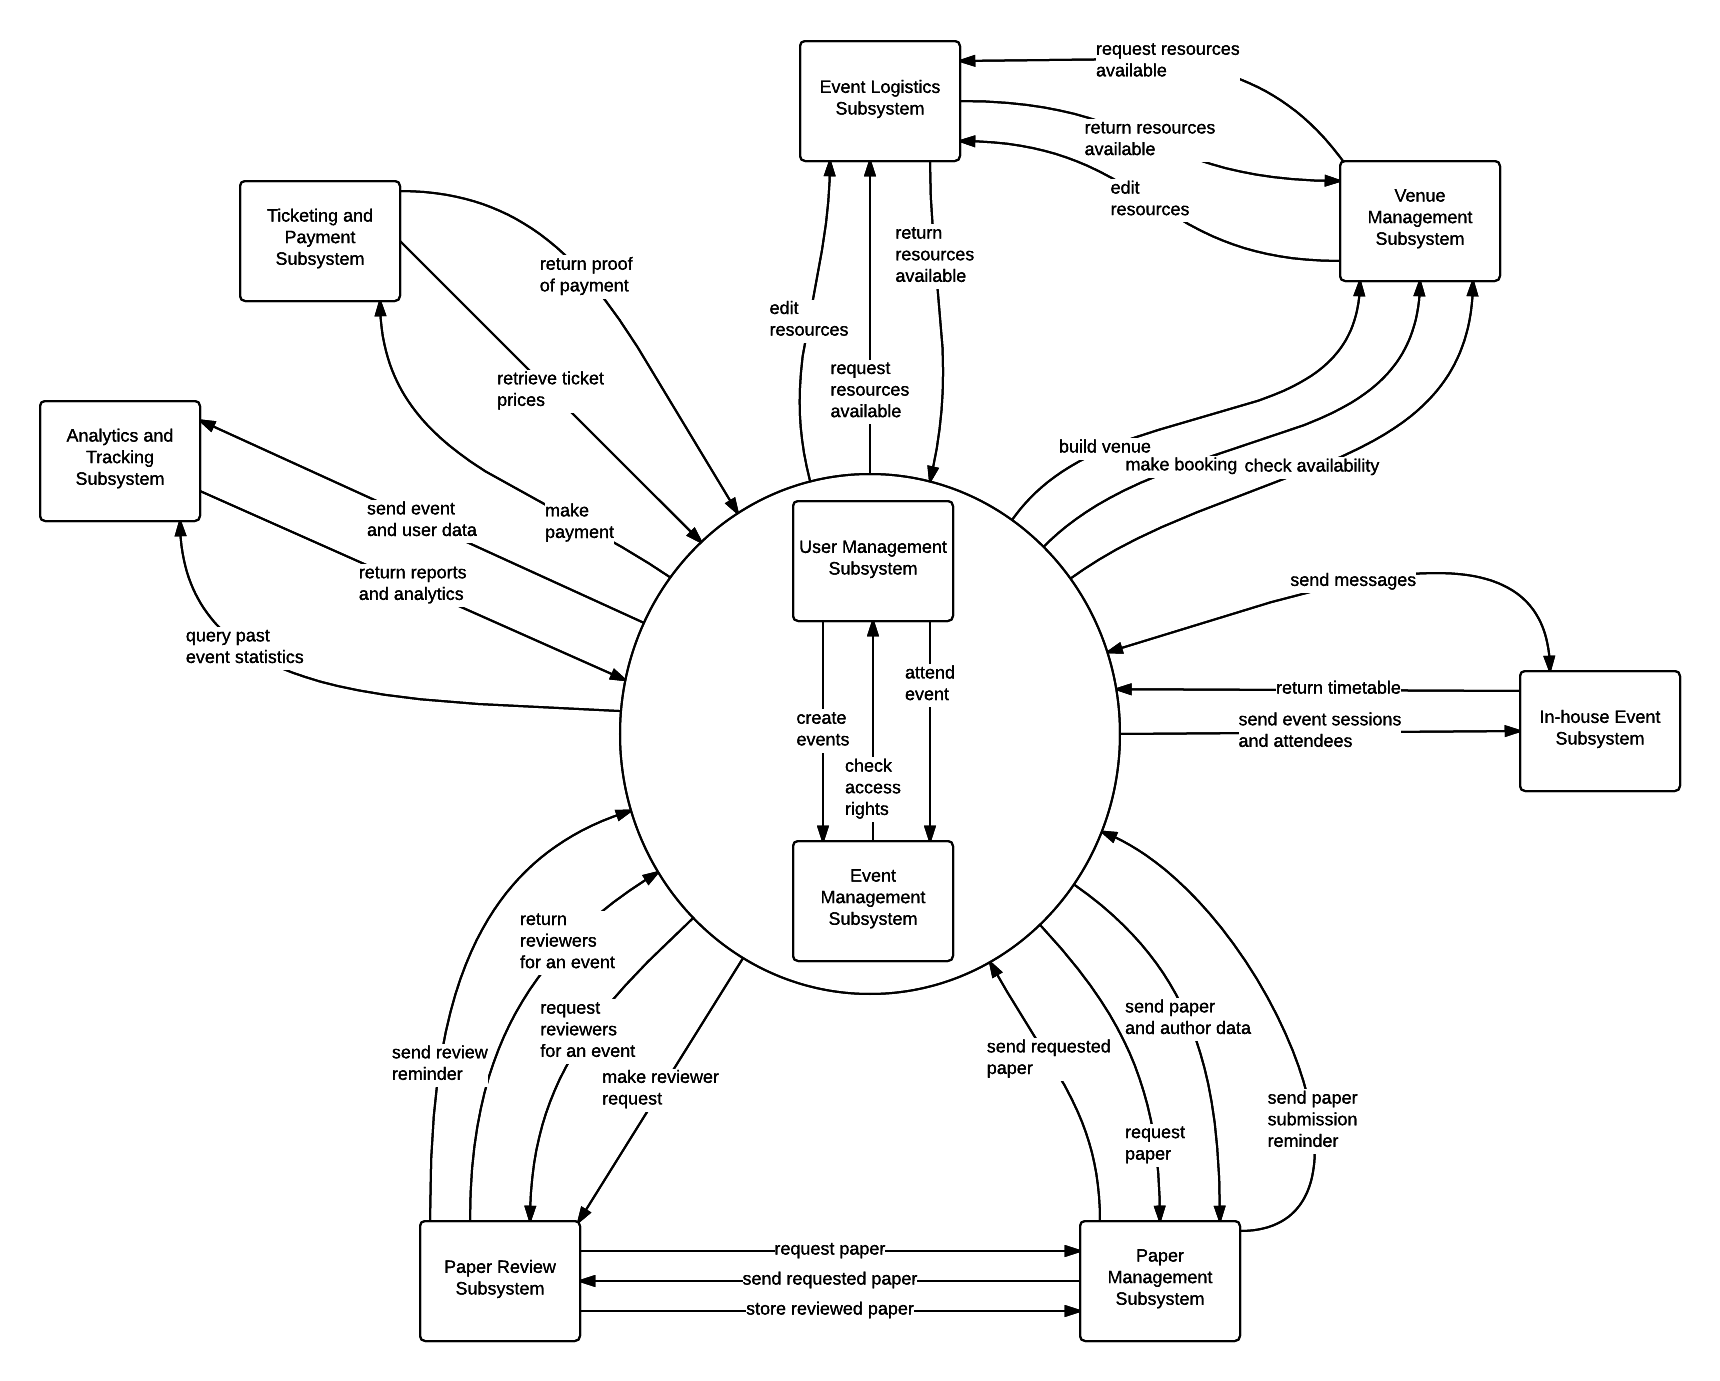 request resources
available
Event Logistics
Subsystem
return resources
available
edit
resources
Venue
Management
Subsystem
Ticketing and
Payment
Subsystem
return proof
of payment
return
resources
available
edit
resources
request
resources
available
retrieve ticket
prices
Analytics and
Tracking
Subsystem
build venue
make booking
check availability
send event
and user data
make
payment
User Management
Subsystem
return reports
and analytics
send messages
query past
event statistics
attend
event
return timetable
create
events
send event sessions
and attendees
In-house Event
Subsystem
check
access
rights
Event
Management
Subsystem
return
reviewers
for an event
request
reviewers
for an event
send paper
and author data
send review
reminder
make reviewer
request
send requested
paper
send paper
submission
reminder
request
paper
Paper Review
Subsystem
request paper
send requested paper
store reviewed paper
Paper
Management
Subsystem